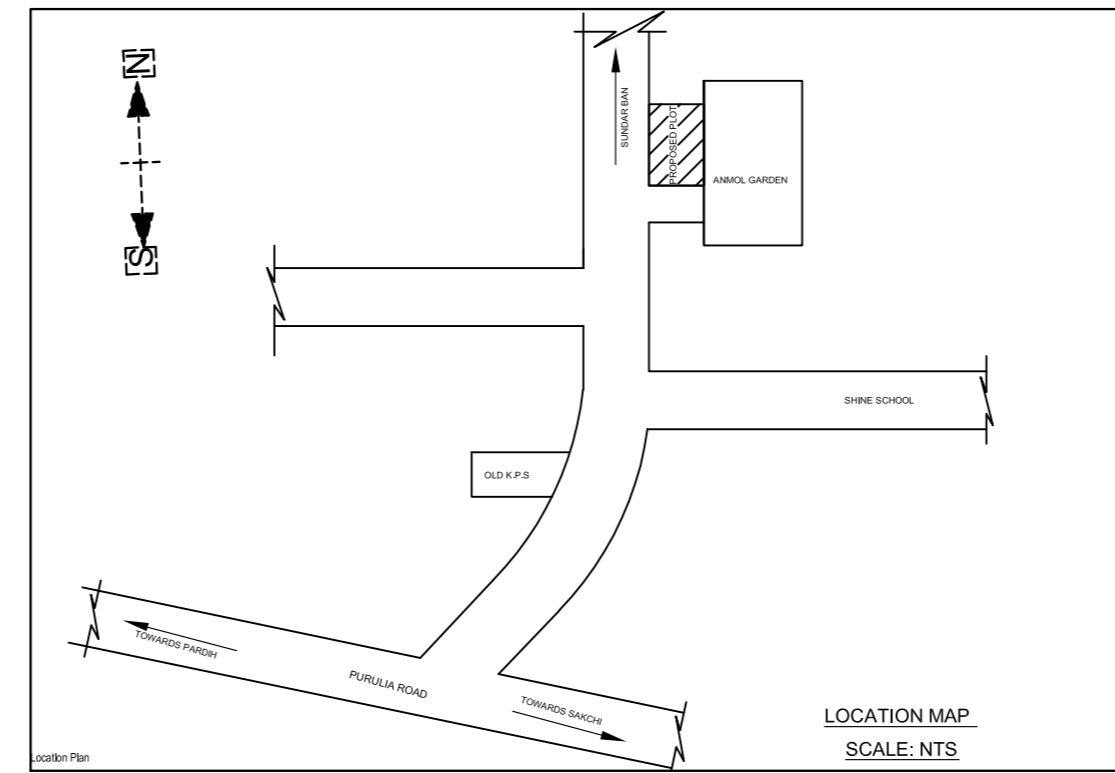 N
S
SUNDAR BAN
PROPOSED PLOT
ANMOL GARDEN
SHINE SCHOOL
OLD K.P.S
TOWARDS PARDIH
PURULIA ROAD
TOWARDS SAKCHI
LOCATION MAP
SCALE: NTS
Location Plan